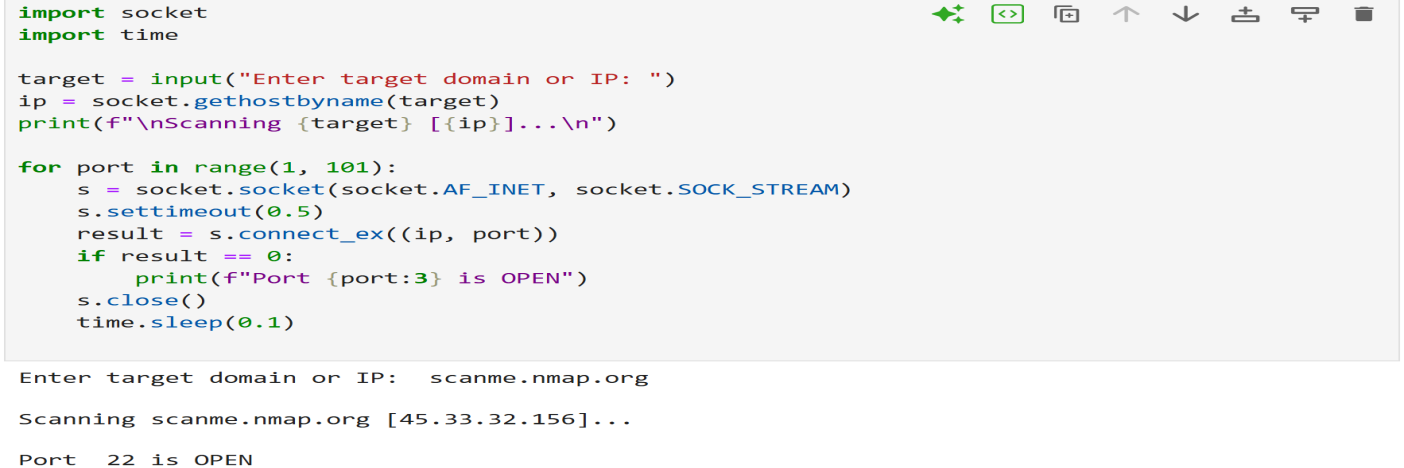 import socket
import time
target = input("Enter target domain or IP: ")
ip = socket.gethostbyname(target)
print(f"\nScanning {target} [{ip}]...\n")
for port in range(1, 101):
    s = socket.socket(socket.AF_INET, socket.SOCK_STREAM)
    s.settimeout(0.5)
    result = s.connect_ex((ip, port))
    if result == 0:
        print(f"Port {port:3} is OPEN")
    s.close()
    time.sleep(0.1)
Enter target domain or IP:  scanme.nmap.org
Scanning scanme.nmap.org [45.33.32.156]...
Port  22 is OPEN